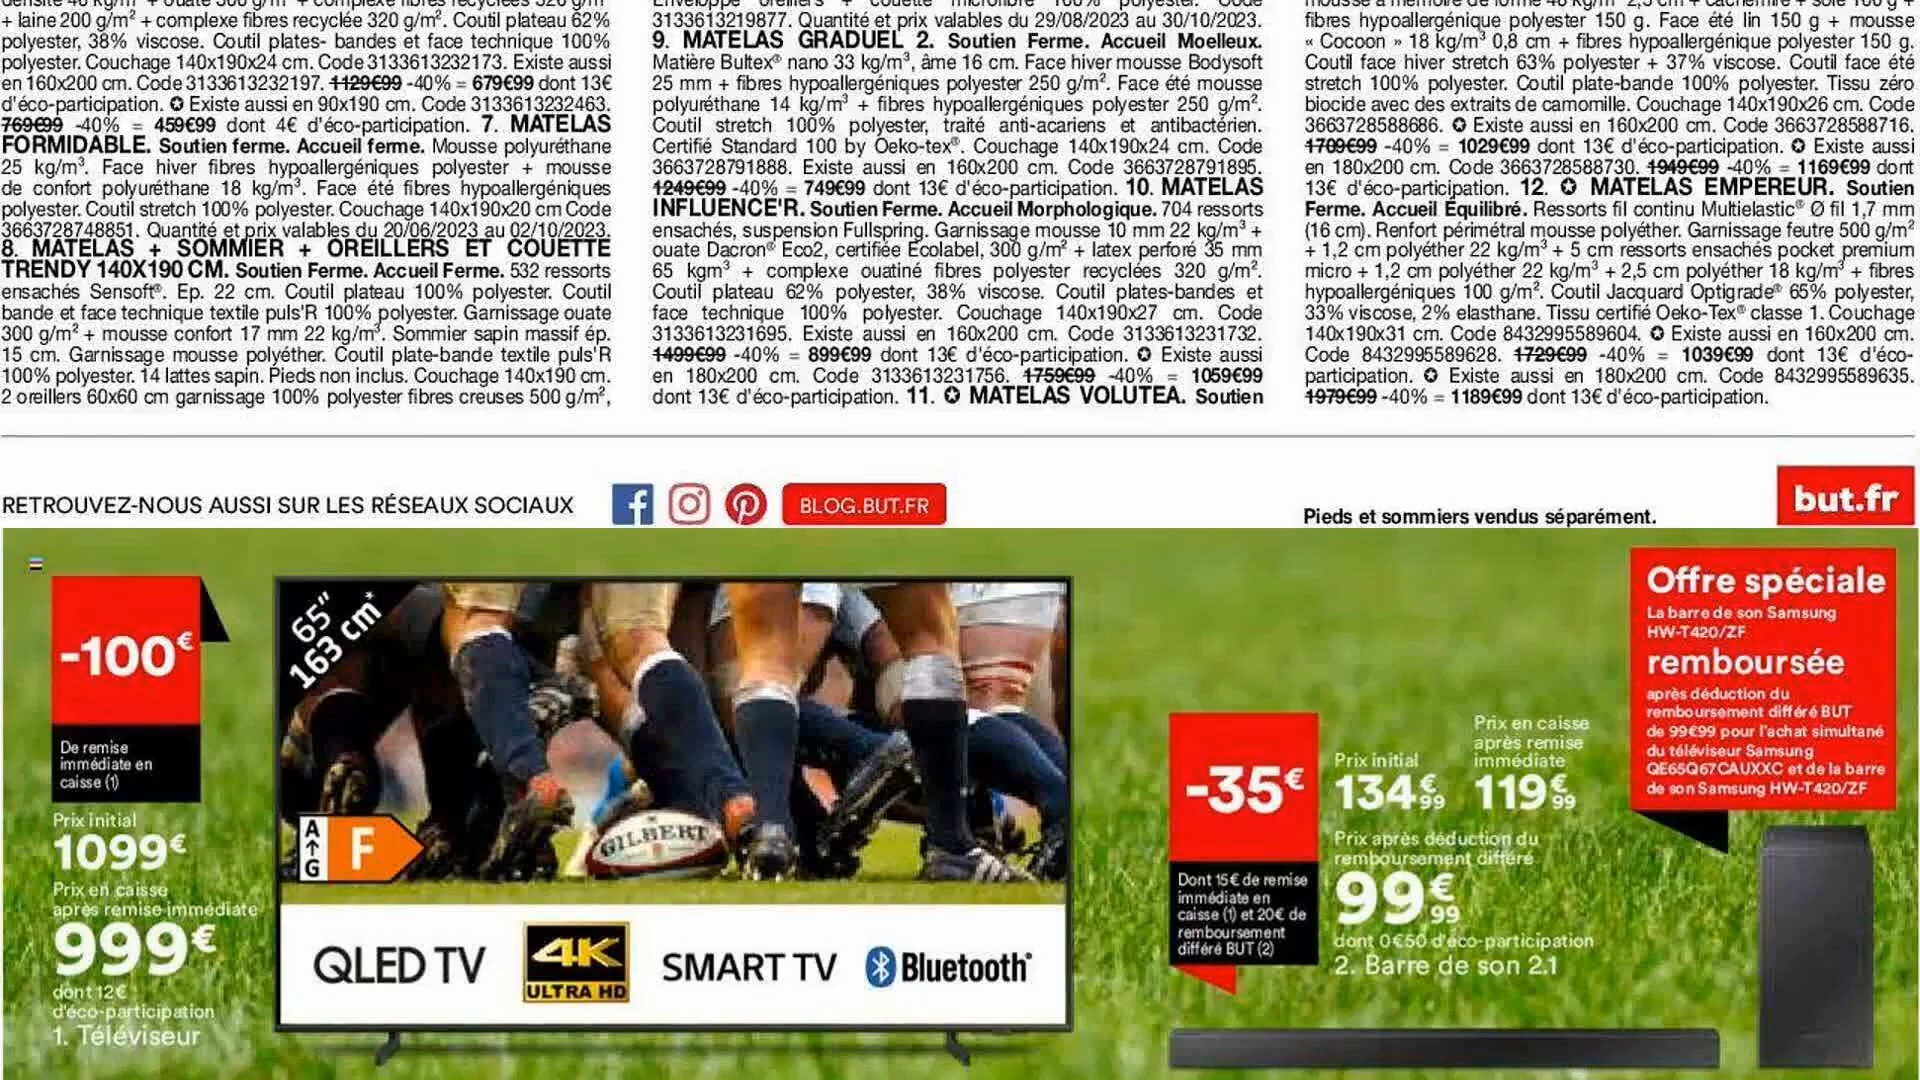 + laine 200 g/m² + complexe fibres recyclée 320 g/m². Coutil plateau 62%
polyester, 38% viscose. Coutil plates- bandes et face technique 100%
polyester. Couchage 140x190x24 cm. Code 3133613232173. Existe aussi
en 160x200 cm. Code 3133613232197. 1129€99 -40% = 679€99 dont 13€
d'éco-participation. ✪ Existe aussi en 90x190 cm. Code 3133613232463.
769€99 -40% = 459€99 dont 4€ d'éco-participation. 7. MATELAS
FORMIDABLE. Soutien ferme. Accueil ferme. Mousse polyuréthane
25 kg/m³. Face hiver fibres hypoallergéniques polyester + mousse
de confort polyuréthane 18 kg/m³. Face été fibres hypoallergéniques
polyester. Coutil stretch 100% polyester. Couchage 140x190x20 cm Code
3663728748851. Quantité et prix valables du 20/06/2023 au 02/10/2023.
8. MATELAS + SOMMIER + OREILLERS ET COUETTE
TRENDY 140X190 CM. Soutien Ferme. Accueil Ferme. 532 ressorts
ensachés Sensoft®. Ep. 22 cm. Coutil plateau 100% polyester. Coutil
bande et face technique textile puls'R 100% polyester. Garnissage ouate
300 g/m² + mousse confort 17 mm 22 kg/m³. Sommier sapin massif ép.
15 cm. Garnissage mousse polyéther. Coutil plate-bande textile puls'R
100% polyester. 14 lattes sapin. Pieds non inclus. Couchage 140x190 cm.
2 oreillers 60x60 cm garnissage 100% polyester fibres creuses 500 g/m²,
Enveloppe oreillers + couette microfibre 100% polyester. Code
3133613219877. Quantité et prix valables du 29/08/2023 au 30/10/2023.
9. MATELAS GRADUEL 2. Soutien Ferme. Accueil Moelleux.
Matière Bultex® nano 33 kg/m³, âme 16 cm. Face hiver mousse Bodysoft
25 mm + fibres hypoallergéniques polyester 250 g/m². Face été mousse
polyuréthane 14 kg/m³ + fibres hypoallergéniques polyester 250 g/m².
Coutil stretch 100% polyester, traité anti-acariens et antibactérien.
Certifié Standard 100 by Oeko-tex®. Couchage 140x190x24 cm. Code
3663728791888. Existe aussi en 160x200 cm. Code 3663728791895.
1249€99 -40% = 749€99 dont 13€ d'éco-participation. 10. MATELAS
INFLUENCE'R. Soutien Ferme. Accueil Morphologique. 704 ressorts
ensachés, suspension Fullspring. Garnissage mousse 10 mm 22 kg/m³ +
ouate Dacron® Eco2, certifiée Ecolabel, 300 g/m² + latex perforé 35 mm
65 kgm³ + complexe ouatiné fibres polyester recyclées 320 g/m².
Coutil plateau 62% polyester, 38% viscose. Coutil plates-bandes et
face technique 100% polyester. Couchage 140x190x27 cm. Code
3133613231695. Existe aussi en 160x200 cm. Code 3133613231732.
1499€99 -40% = 899€99 dont 13€ d'éco-participation. ✪ Existe aussi
en 180x200 cm. Code 3133613231756. 1759€99 -40% = 1059€99
dont 13€ d'éco-participation. 11. ✪ MATELAS VOLUTEA. Soutien
fibres hypoallergénique polyester 150 g. Face été lin 150 g + mousse
« Cocoon » 18 kg/m³ 0,8 cm + fibres hypoallergénique polyester 150 g.
Coutil face hiver stretch 63% polyester + 37% viscose. Coutil face été
stretch 100% polyester. Coutil plate-bande 100% polyester. Tissu zéro
biocide avec des extraits de camomille. Couchage 140x190x26 cm. Code
3663728588686. ✪ Existe aussi en 160x200 cm. Code 3663728588716.
1709€99 -40% = 1029€99 dont 13€ d'éco-participation. ✪ Existe aussi
en 180x200 cm. Code 3663728588730. 1949€99 -40% = 1169€99 dont
13€ d'éco-participation. 12. ✪ MATELAS EMPEREUR. Soutien
Ferme. Accueil Équilibré. Ressorts fil continu Multielastic® Ø fil 1,7 mm
(16 cm). Renfort périmétral mousse polyéther. Garnissage feutre 500 g/m²
+ 1,2 cm polyéther 22 kg/m³ + 5 cm ressorts ensachés pocket premium
micro + 1,2 cm polyéther 22 kg/m³ + 2,5 cm polyéther 18 kg/m³ + fibres
hypoallergéniques 100 g/m². Coutil Jacquard Optigrade® 65% polyester,
33% viscose, 2% elasthane. Tissu certifié Oeko-Tex® classe 1. Couchage
140x190x31 cm. Code 8432995589604. ✪ Existe aussi en 160x200 cm.
Code 8432995589628. 1729€99 -40% = 1039€99 dont 13€ d'éco-
participation. ✪ Existe aussi en 180x200 cm. Code 8432995589635.
1979€99 -40% = 1189€99 dont 13€ d'éco-participation.
RETROUVEZ-NOUS AUSSI SUR LES RÉSEAUX SOCIAUX
BLOG.BUT.FR
Pieds et sommiers vendus séparément.
but.fr
-100€
De remise
immédiate en
caisse (1)
Prix initial
1099€
Prix en caisse
après remise immédiate
999€
dont 12€
d'éco-participation
1. Téléviseur
65"
163 cm*
A
G
F
GILBERT
QLED TV
4K
ULTRA HD
SMART TV
Bluetooth®
-35€
Dont 15€ de remise
immédiate en
caisse (1) et 20€ de
remboursement
différé BUT (2)
Prix initial
134€99
Prix en caisse
après remise
immédiate
119€99
Prix après déduction du
remboursement différé
99€99
dont 0€50 d'éco-participation
2. Barre de son 2.1
Offre spéciale
La barre de son Samsung
HW-T420/ZF
remboursée
après déduction du
remboursement différé BUT
de 99€99 pour l'achat simultané
du téléviseur Samsung
QE65Q67CAUXXC et de la barre
de son Samsung HW-T420/ZF